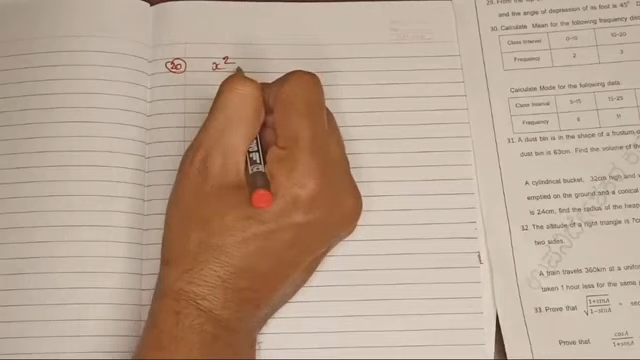 20 x²
29. From the top
and the angle of depression of its foot is 45°
30. Calculate Mean for the following frequency
Class Interval 0-10 10-20
Frequency 2 3
Calculate Mode for the following data.
Class Interval 5-15 15-25
Frequency 6 11
31. A dust bin is in the shape of a frustum
dust bin is 63cm. Find the volume of
A cylindrical bucket, 32cm high and
emptied on the ground and a conical
is 24cm, find the radius of the heap
32. The altitude of a right triangle is 7c
two sides.
A train travels 360km at a uniform
taken 1 hour less for the same
33. Prove that √(1+sinA / 1−sinA) = sec
Prove that cosA / 1+sinA